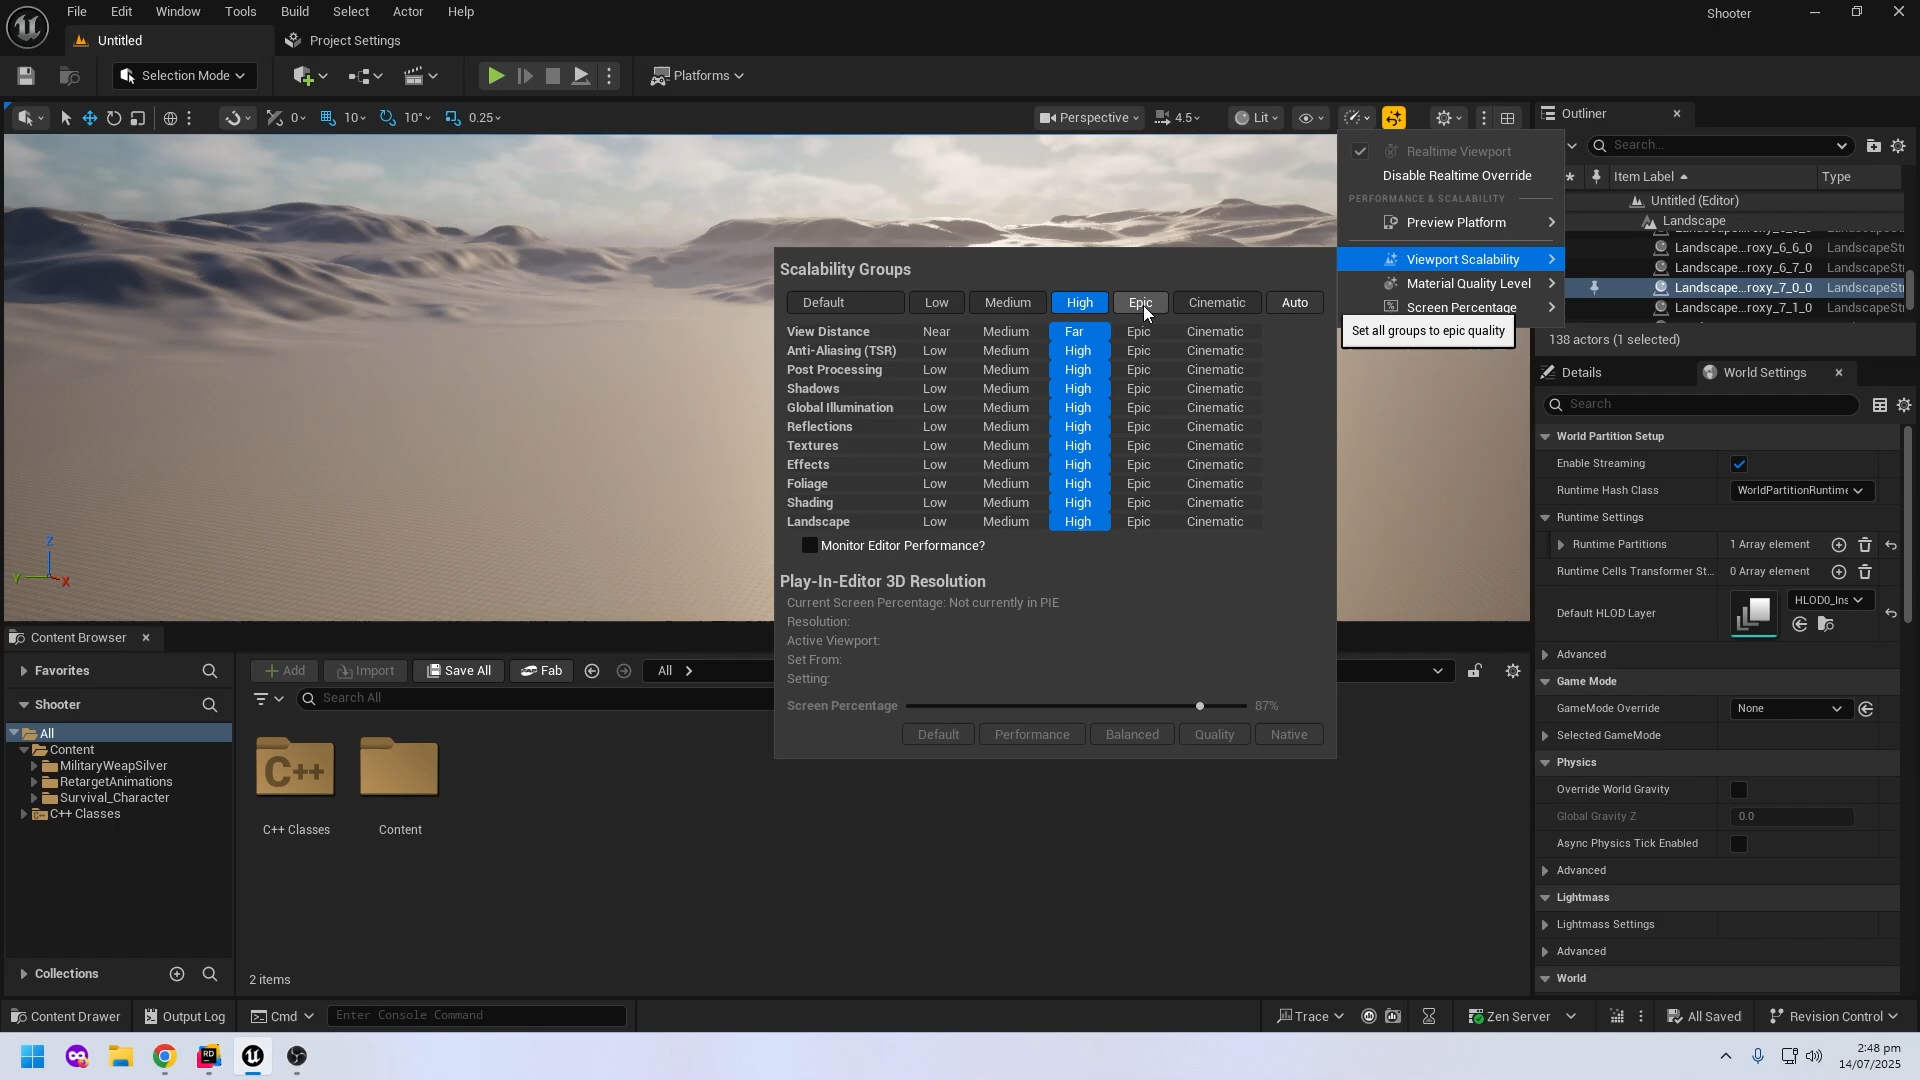 File Edit Window Tools Build Select Actor Help
Shooter
Untitled
Project Settings
Selection Mode
Platforms
0 10 10° 0.25
Perspective 4.5 Lit
Outliner
Search...
Item Label Type
Untitled (Editor)
Landscape
Landscape...roxy_6_6_0 LandscapeStr
Landscape...roxy_6_7_0 LandscapeStr
Landscape...roxy_7_0_0 LandscapeStr
Landscape...roxy_7_1_0 LandscapeStr
138 actors (1 selected)
Realtime Viewport
Disable Realtime Override
PERFORMANCE & SCALABILITY
Preview Platform
Viewport Scalability
Material Quality Level
Screen Percentage
Set all groups to epic quality
Scalability Groups
Default Low Medium High Epic Cinematic Auto
View Distance Near Medium Far Epic Cinematic
Anti-Aliasing (TSR) Low Medium High Epic Cinematic
Post Processing Low Medium High Epic Cinematic
Shadows Low Medium High Epic Cinematic
Global Illumination Low Medium High Epic Cinematic
Reflections Low Medium High Epic Cinematic
Textures Low Medium High Epic Cinematic
Effects Low Medium High Epic Cinematic
Foliage Low Medium High Epic Cinematic
Shading Low Medium High Epic Cinematic
Landscape Low Medium High Epic Cinematic
Monitor Editor Performance?
Play-In-Editor 3D Resolution
Current Screen Percentage: Not currently in PIE
Resolution:
Active Viewport:
Set From:
Setting:
Screen Percentage 87%
Default Performance Balanced Quality Native
Details
World Settings
Search
World Partition Setup
Enable Streaming
Runtime Hash Class WorldPartitionRuntime
Runtime Settings
Runtime Partitions 1 Array element
Runtime Cells Transformer St... 0 Array element
Default HLOD Layer HLOD0_Ins
Advanced
Game Mode
GameMode Override None
Selected GameMode
Physics
Override World Gravity
Global Gravity Z 0.0
Async Physics Tick Enabled
Advanced
Lightmass
Lightmass Settings
Advanced
World
Content Browser
Favorites
Shooter
All
Content
MilitaryWeapSilver
RetargetAnimations
Survival_Character
C++ Classes
Collections
Add Import Save All Fab All
Search All
C++
C++ Classes
Content
2 items
Content Drawer Output Log Cmd Enter Console Command Trace Zen Server All Saved Revision Control
RD
2:48 pm
14/07/2025